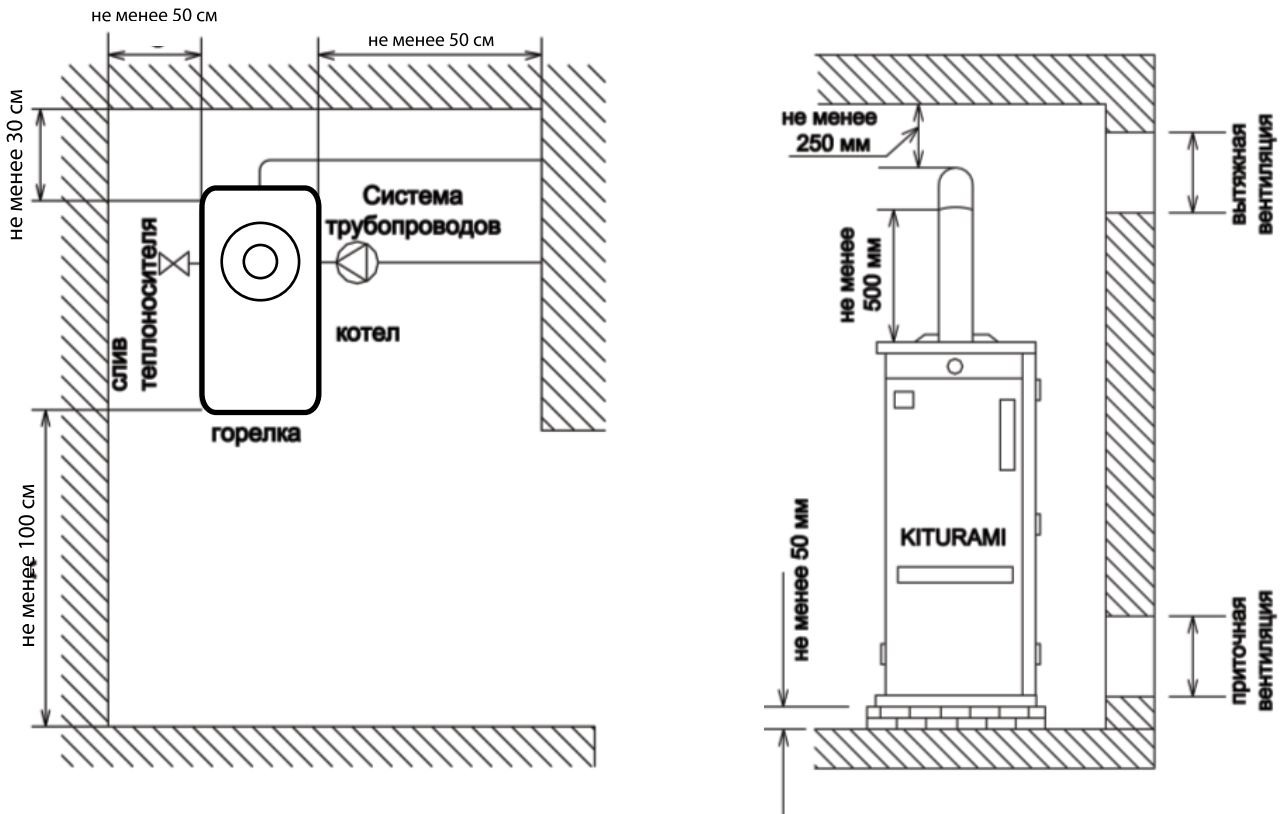 не менее 50 см
не менее 50 см
не менее 30 см
Система
трубопроводов
слив
теплоносителя
котел
горелка
не менее 100 см
не менее
250 мм
вытяжная
вентиляция
не менее
500 мм
KITURAMI
не менее 50 мм
приточная
вентиляция